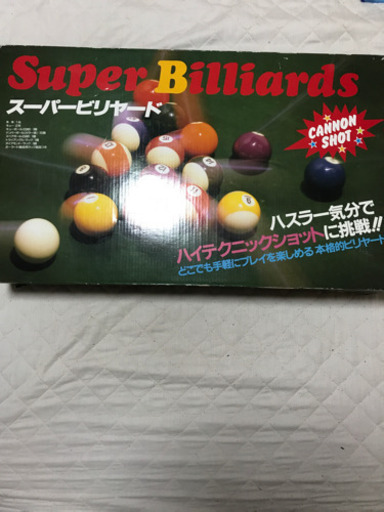 Super Billiards
スーパービリヤード
CANNON
SHOT
ハスラー気分で
ハイテクニックショットに挑戦!!
どこでも手軽にプレイを楽しめる 本格的ビリヤード